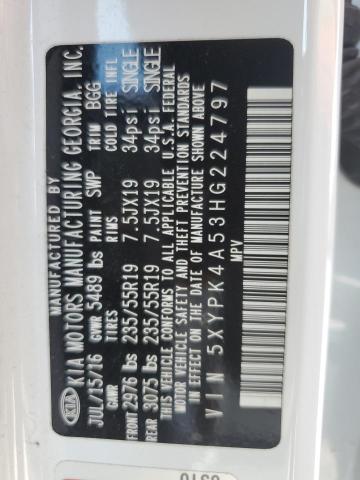 MANUFACTURED BY
KIA KIA MOTORS MANUFACTURING GEORGIA, INC.
JUL/15/16 GVWR 5489 lbs PAINT SWP TRIM BGG
GAWR TIRES RIMS COLD TIRE INFL
FRONT 2976 lbs 235/55R19 7.5JX19 34psi SINGLE
REAR 3075 lbs 235/55R19 7.5JX19 34psi SINGLE
THIS VEHICLE CONFORMS TO ALL APPLICABLE U.S.A. FEDERAL
MOTOR VEHICLE SAFETY AND THEFT PREVENTION STANDARDS
IN EFFECT ON THE DATE OF MANUFACTURE SHOWN ABOVE
VIN 5XYPK4A53HG224797
MPV